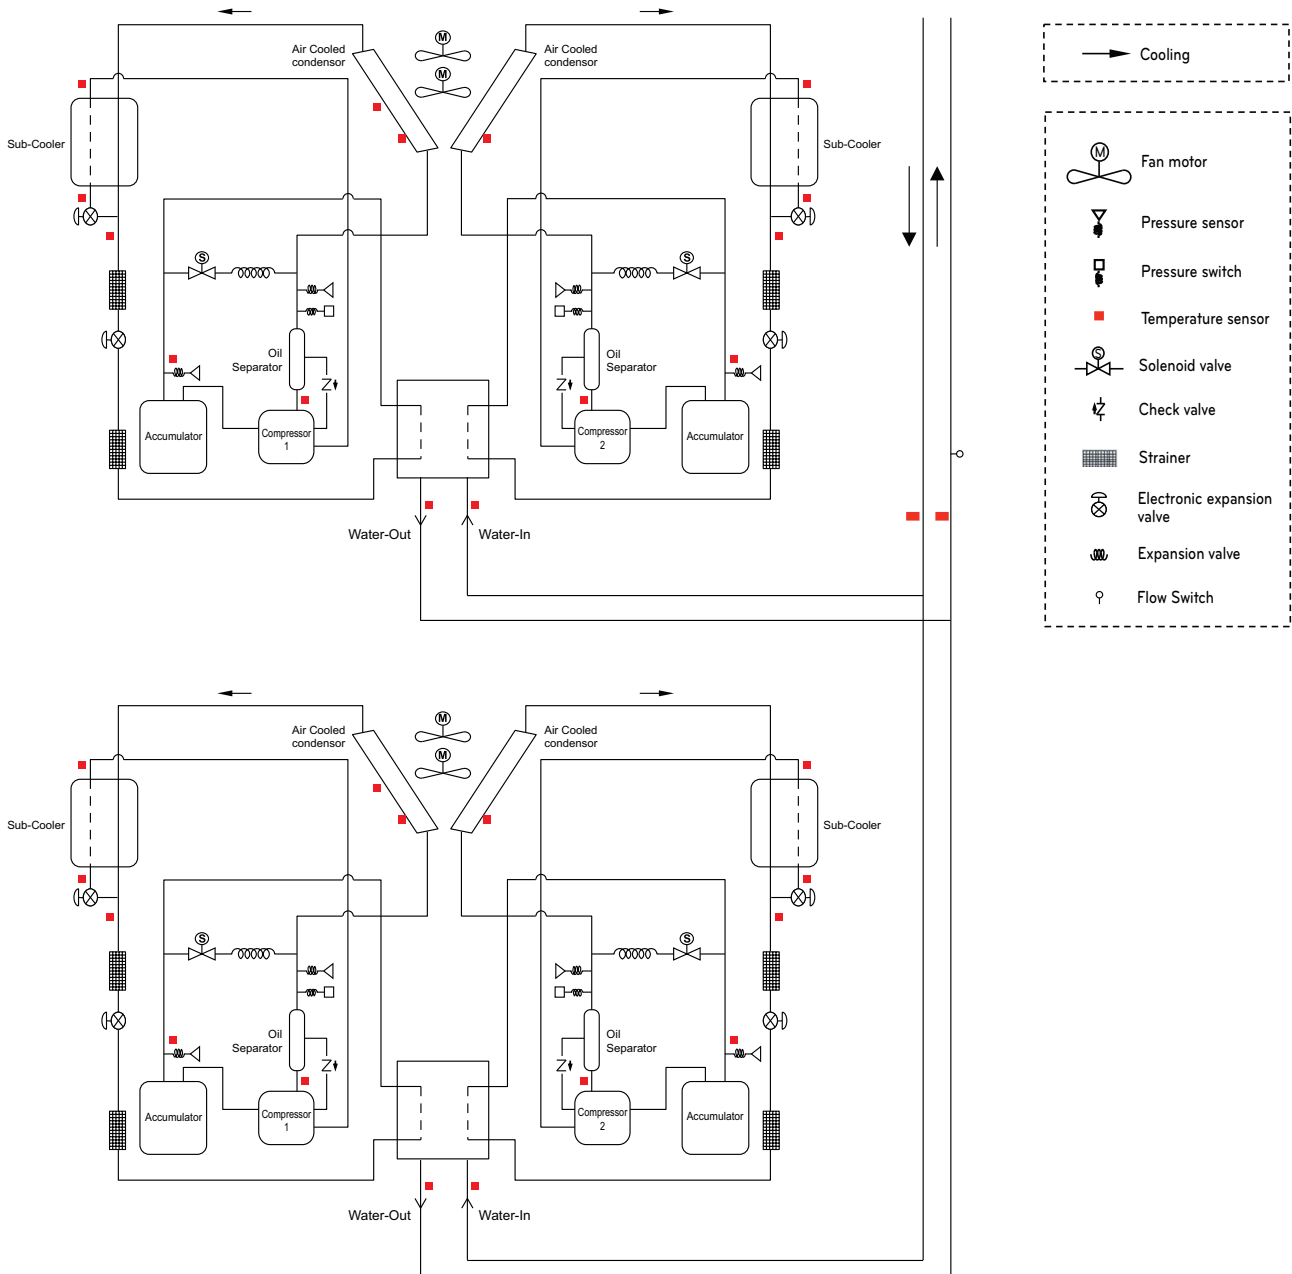 Air Cooled
condensor
M
M
Air Cooled
condensor
Sub-Cooler
Sub-Cooler
S
S
Oil
Separator
Oil
Separator
Accumulator
Compressor
1
Compressor
2
Accumulator
Water-Out
Water-In
Air Cooled
condensor
M
M
Air Cooled
condensor
Sub-Cooler
Sub-Cooler
S
S
Oil
Separator
Oil
Separator
Accumulator
Compressor
1
Compressor
2
Accumulator
Water-Out
Water-In
Cooling
M
Fan motor
Pressure sensor
Pressure switch
Temperature sensor
S
Solenoid valve
Check valve
Strainer
Electronic expansion
valve
Expansion valve
Flow Switch